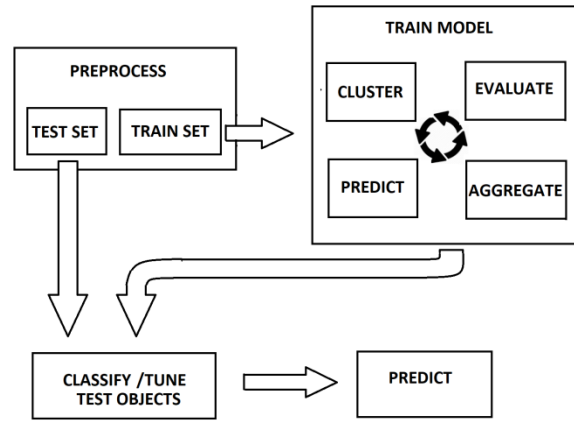 PREPROCESS
TEST SET
TRAIN SET
TRAIN MODEL
CLUSTER
EVALUATE
PREDICT
AGGREGATE
CLASSIFY /TUNE
TEST OBJECTS
PREDICT